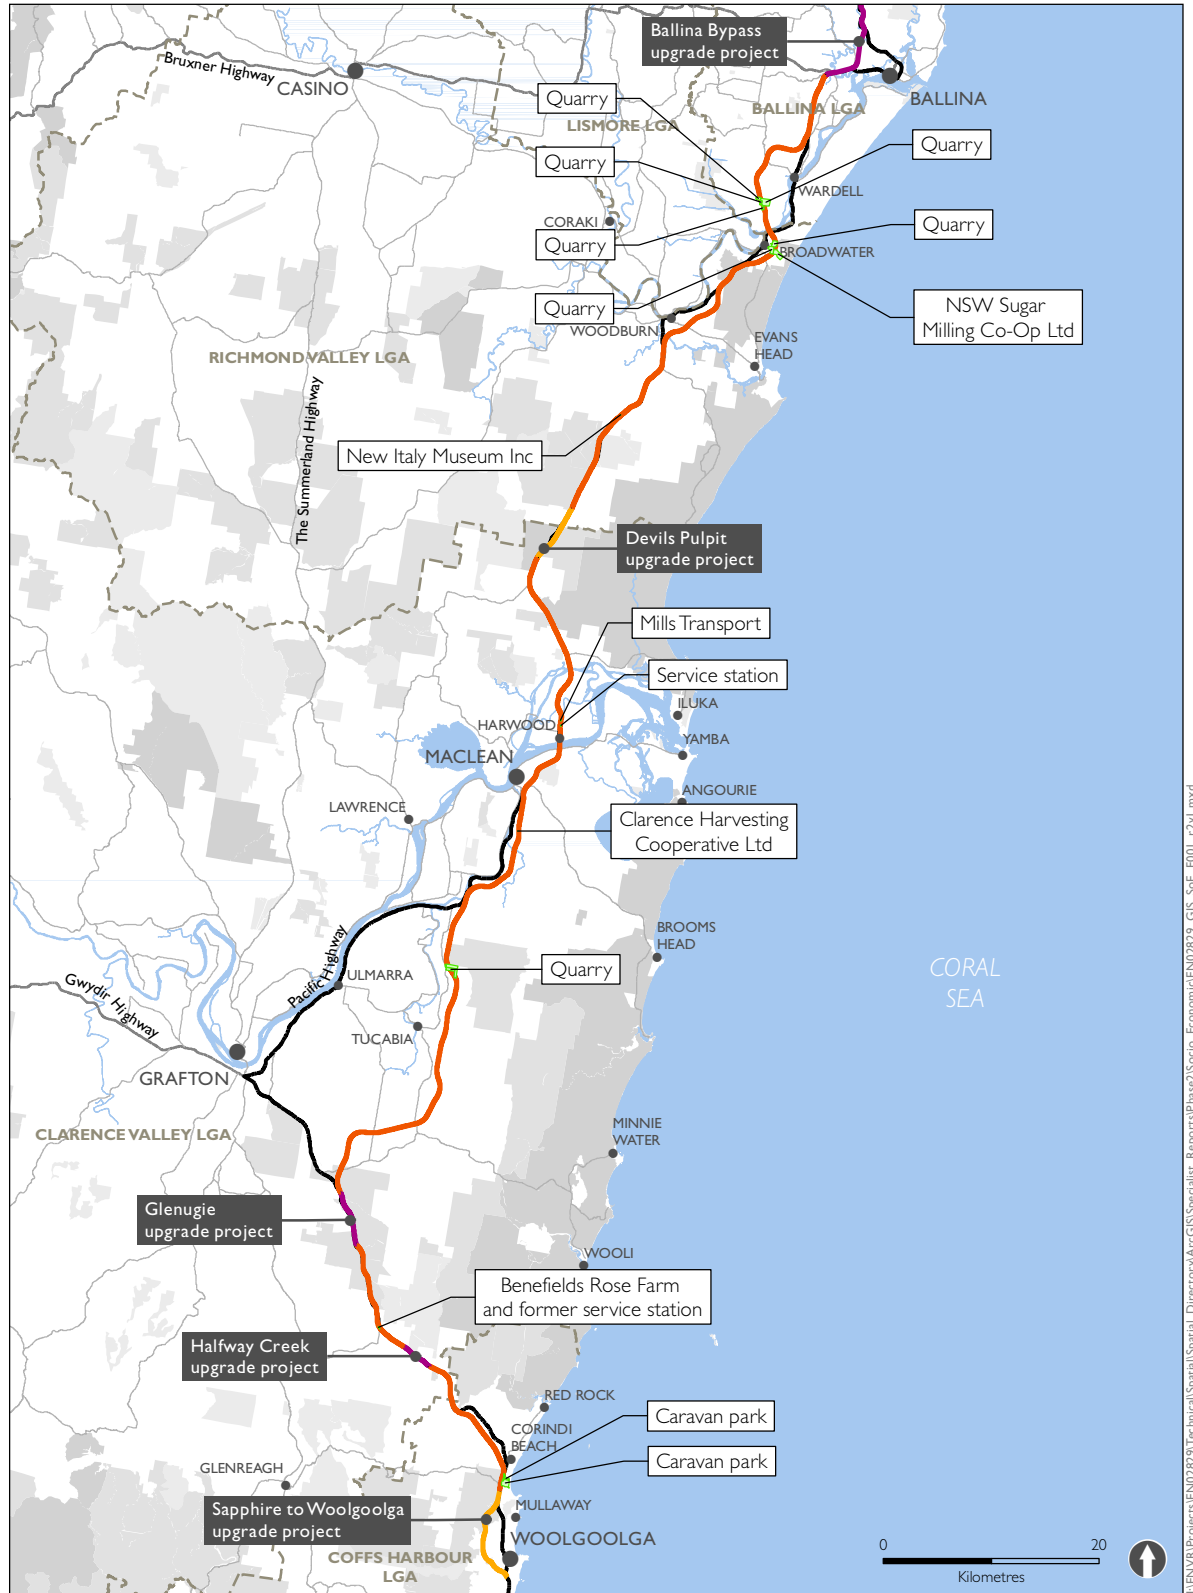 Ballina Bypass
upgrade project
Bruxner Highway
CASINO
BALLINA
Quarry
LISMORE LGA
BALLINA LGA
Quarry
Quarry
WARDELL
CORAKI
Quarry
Quarry
BROADWATER
Quarry
NSW Sugar
Milling Co-Op Ltd
WOODBURN
EVANS
HEAD
RICHMOND VALLEY LGA
The Summerland Highway
New Italy Museum Inc
Devils Pulpit
upgrade project
Mills Transport
Service station
ILUKA
HARWOOD
YAMBA
MACLEAN
ANGOURIE
LAWRENCE
Clarence Harvesting
Cooperative Ltd
BROOMS
HEAD
CORAL
SEA
Quarry
Pacific Highway
ULMARRA
Gwydir Highway
TUCABIA
GRAFTON
CLARENCE VALLEY LGA
MINNIE
WATER
Glenugie
upgrade project
WOOLI
Benefields Rose Farm
and former service station
Halfway Creek
upgrade project
RED ROCK
Caravan park
CORINDI
BEACH
Caravan park
GLENREAGH
MULLAWAY
Sapphire to Woolgoolga
upgrade project
WOOLGOOLGA
COFFS HARBOUR
LGA
0 20
Kilometres